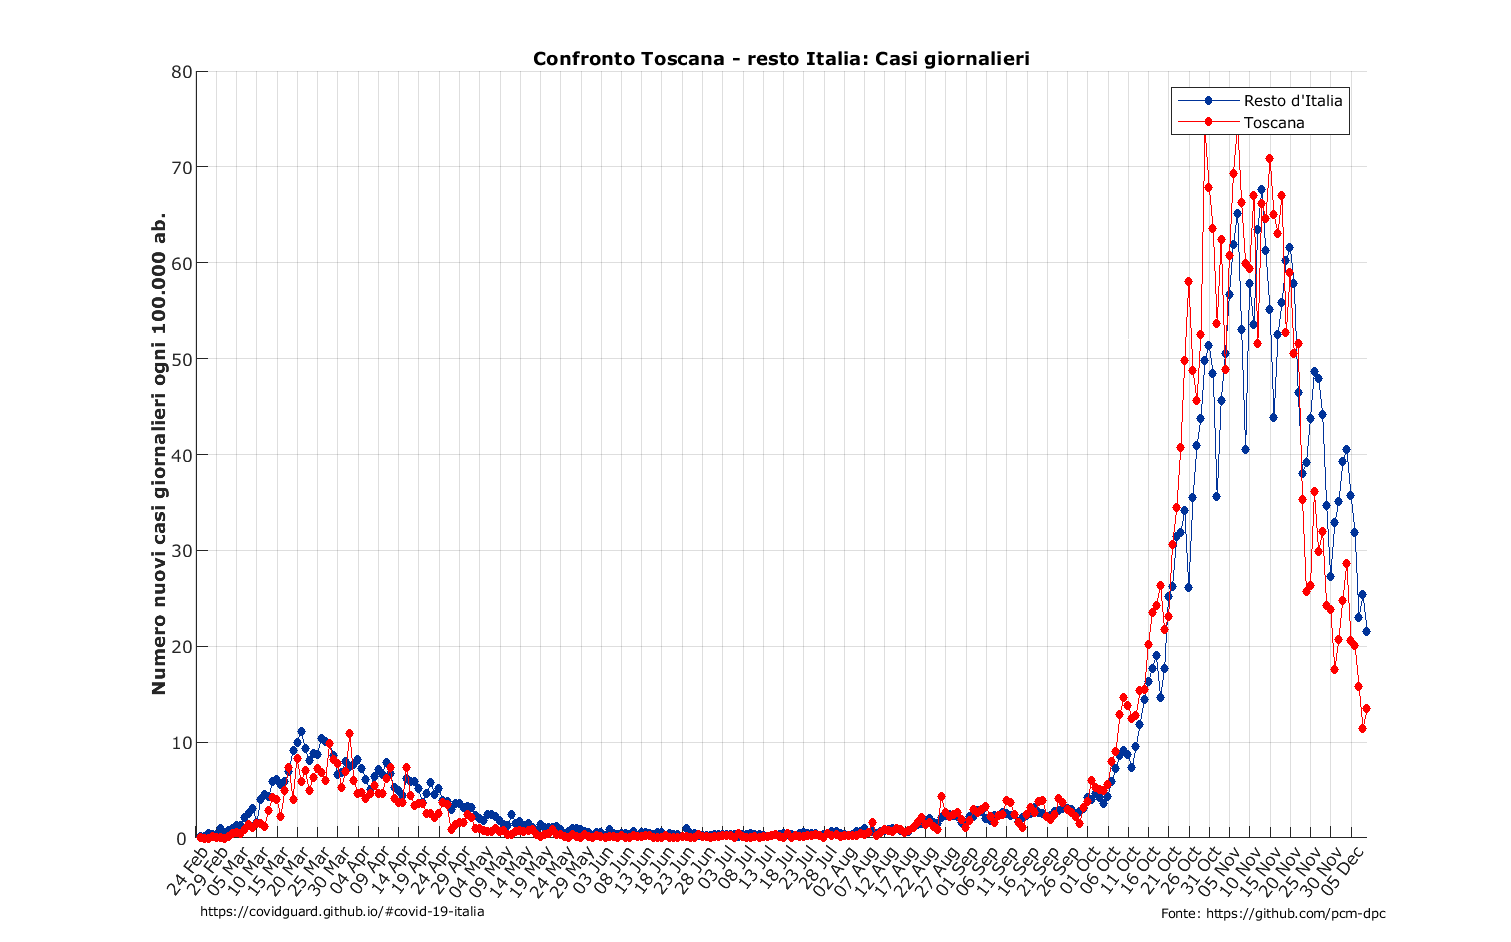 Confronto Toscana - resto Italia: Casi giornalieri
80
70
60
50
40
30
20
10
0
Numero nuovi casi giornalieri ogni 100.000 ab.
Resto d'Italia
Toscana
24 Feb
29 Feb
05 Mar
10 Mar
15 Mar
20 Mar
25 Mar
30 Mar
04 Apr
09 Apr
14 Apr
19 Apr
24 Apr
29 Apr
04 May
09 May
14 May
19 May
24 May
29 May
03 Jun
08 Jun
13 Jun
18 Jun
23 Jun
28 Jun
03 Jul
08 Jul
13 Jul
18 Jul
23 Jul
28 Jul
02 Aug
07 Aug
12 Aug
17 Aug
22 Aug
27 Aug
01 Sep
06 Sep
11 Sep
16 Sep
21 Sep
26 Sep
01 Oct
06 Oct
11 Oct
16 Oct
21 Oct
26 Oct
31 Oct
05 Nov
10 Nov
15 Nov
20 Nov
25 Nov
30 Nov
05 Dec
https://covidguard.github.io/#covid-19-italia
Fonte: https://github.com/pcm-dpc